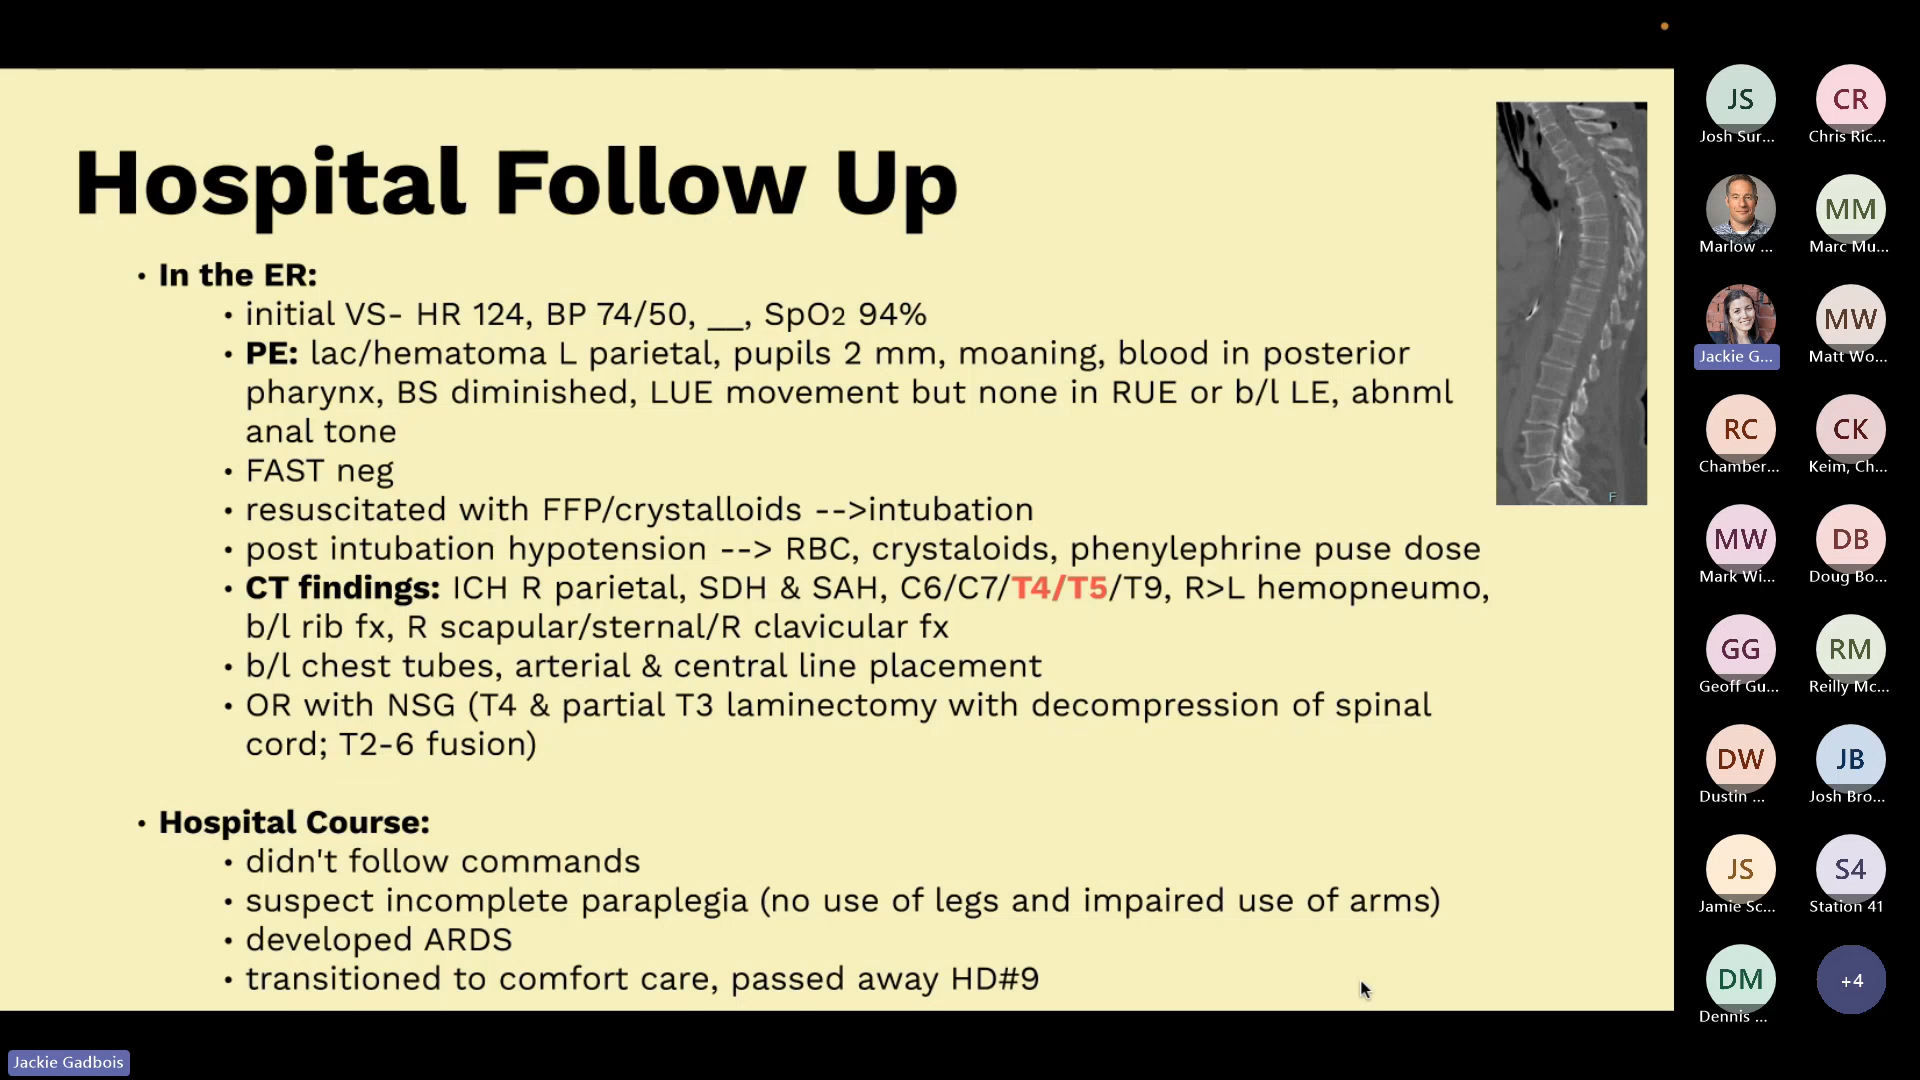 Hospital Follow Up
• In the ER:
• initial VS- HR 124, BP 74/50, __, SpO2 94%
• PE: lac/hematoma L parietal, pupils 2 mm, moaning, blood in posterior
pharynx, BS diminished, LUE movement but none in RUE or b/l LE, abnml
anal tone
• FAST neg
• resuscitated with FFP/crystalloids -->intubation
• post intubation hypotension --> RBC, crystaloids, phenylephrine puse dose
• CT findings: ICH R parietal, SDH & SAH, C6/C7/T4/T5/T9, R>L hemopneumo,
b/l rib fx, R scapular/sternal/R clavicular fx
• b/l chest tubes, arterial & central line placement
• OR with NSG (T4 & partial T3 laminectomy with decompression of spinal
cord; T2-6 fusion)
• Hospital Course:
• didn't follow commands
• suspect incomplete paraplegia (no use of legs and impaired use of arms)
• developed ARDS
• transitioned to comfort care, passed away HD#9
F
JS
Josh Sur...
CR
Chris Ric...
Marlow ...
MM
Marc Mu...
Jackie G...
MW
Matt Wo...
RC
Chamber...
CK
Keim, Ch...
MW
Mark Wi...
DB
Doug Bo...
GG
Geoff Gu...
RM
Reilly Mc...
DW
Dustin ...
JB
Josh Bro...
JS
Jamie Sc...
S4
Station 41
DM
Dennis ...
+4
Jackie Gadbois